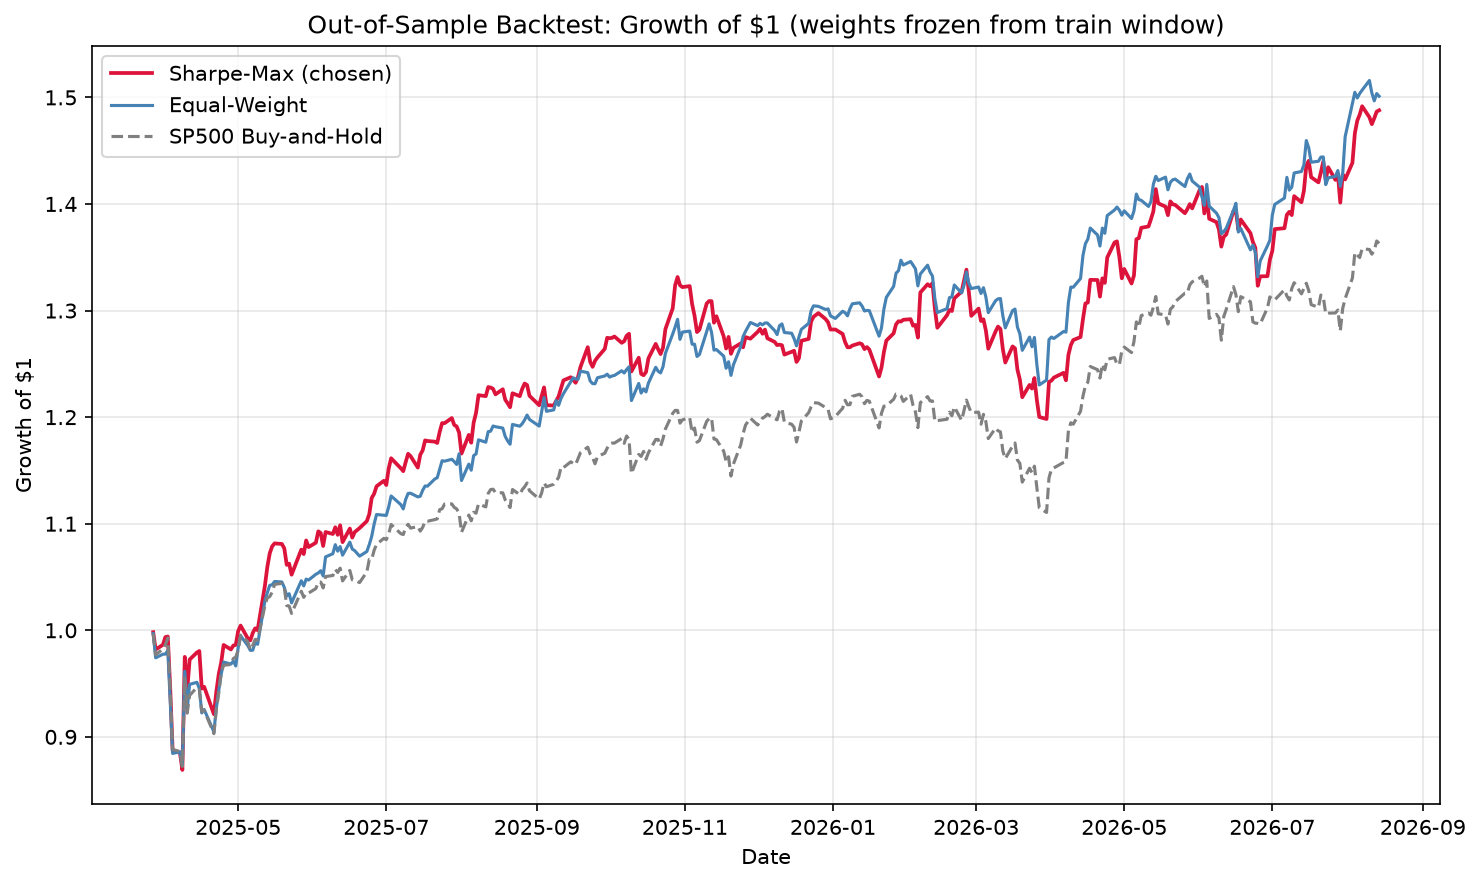 Out-of-Sample Backtest: Growth of $1 (weights frozen from train window)
Sharpe-Max (chosen)
Equal-Weight
SP500 Buy-and-Hold
1.5
1.4
1.3
1.2
1.1
1.0
0.9
Growth of $1
2025-05 2025-07 2025-09 2025-11 2026-01 2026-03 2026-05 2026-07 2026-09
Date